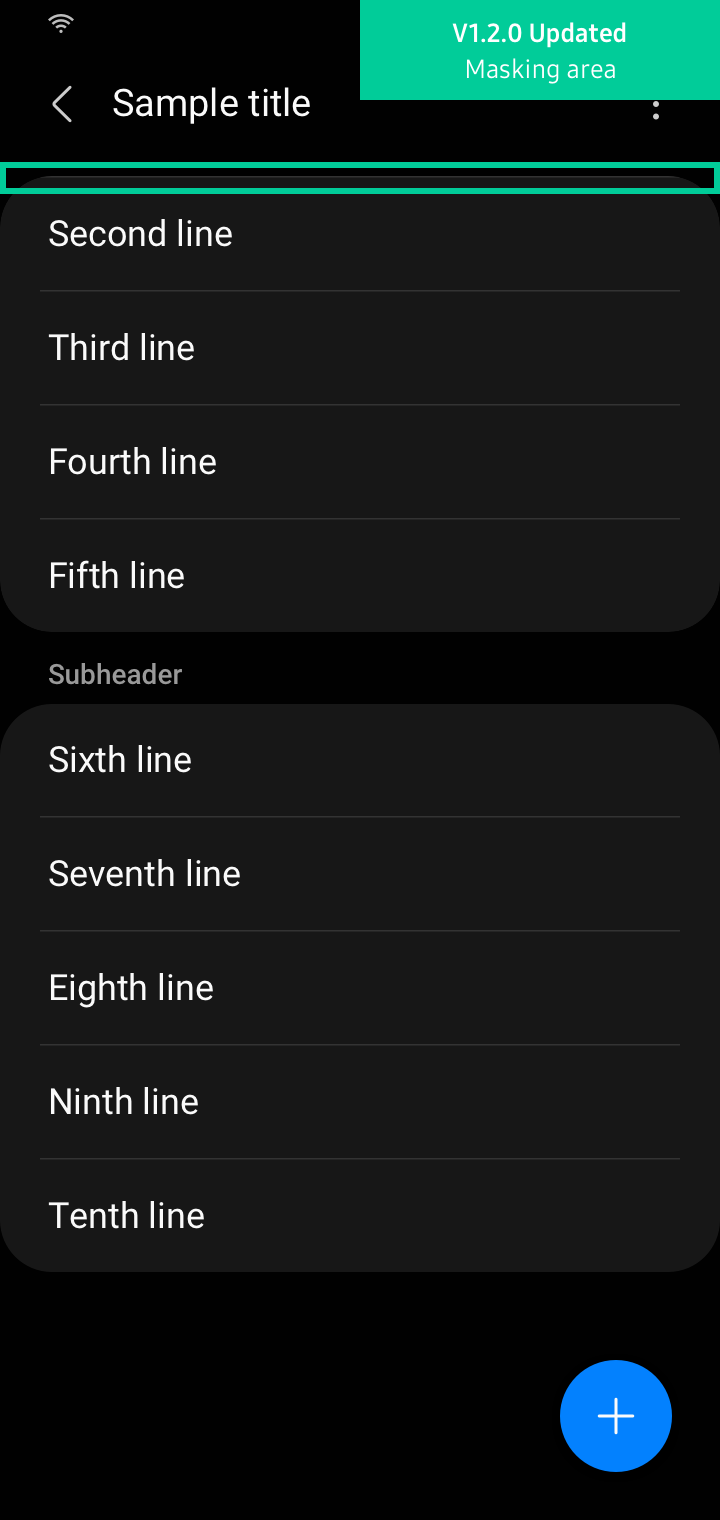 V1.2.0 Updated
Masking area
Sample title
Second line
Third line
Fourth line
Fifth line
Subheader
Sixth line
Seventh line
Eighth line
Ninth line
Tenth line